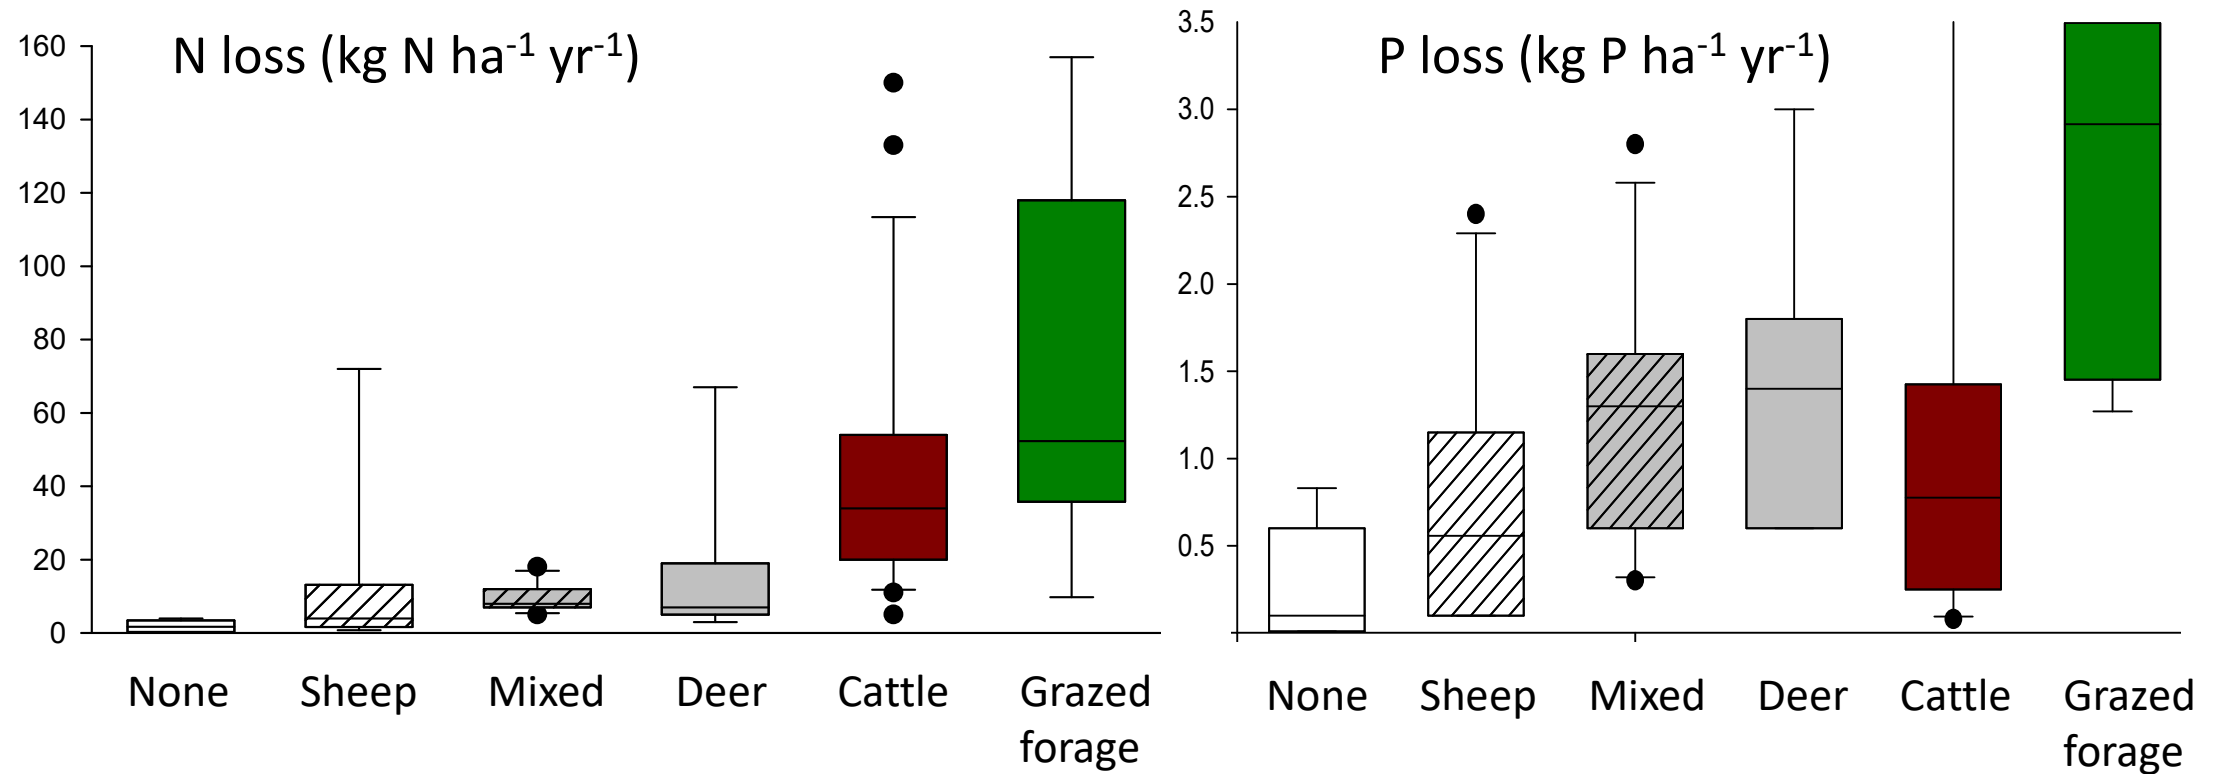 N loss (kg N ha-1 yr-1)
160
140
120
100
80
60
40
20
0
None Sheep Mixed Deer Cattle Grazed
forage
P loss (kg P ha-1 yr-1)
3.5
3.0
2.5
2.0
1.5
1.0
0.5
None Sheep Mixed Deer Cattle Grazed
forage